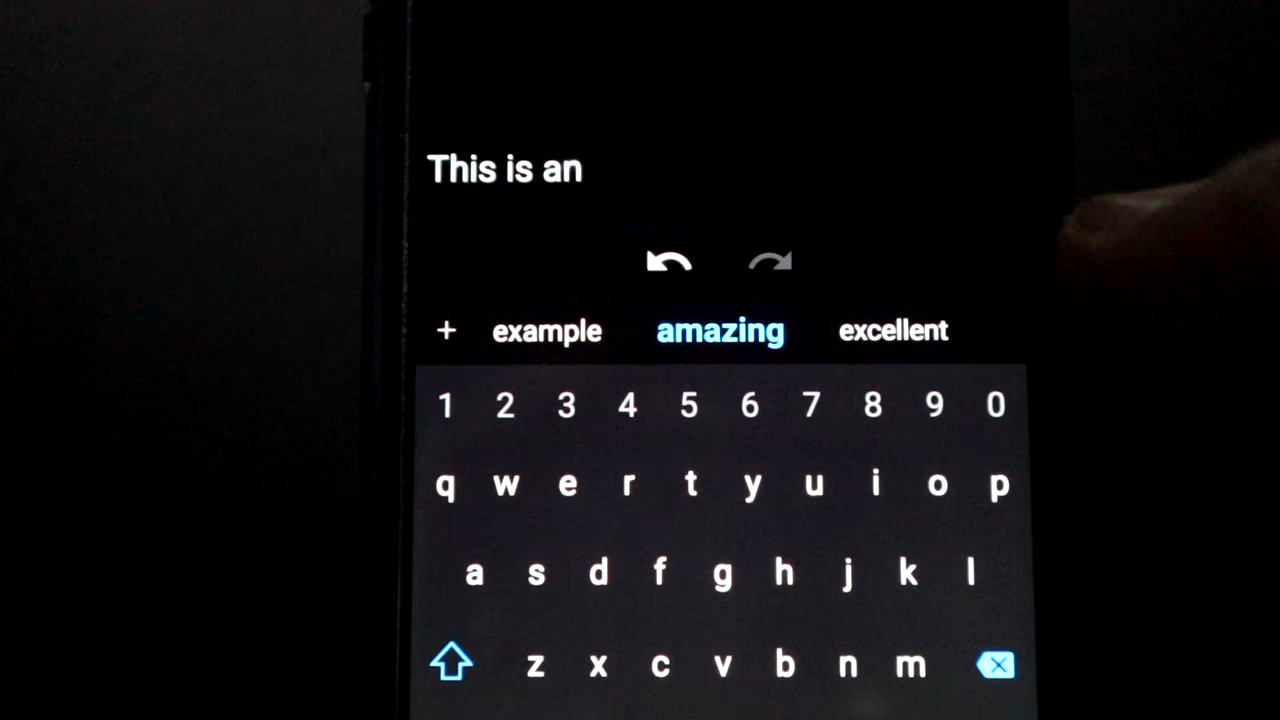 This is an
+ example amazing excellent
1 2 3 4 5 6 7 8 9 0
q w e r t y u i o p
a s d f g h j k l
z x c v b n m